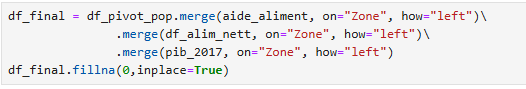 df_final = df_pivot_pop.merge(aide_aliment, on="Zone", how="left")\
.merge(df_alim_nett, on="Zone", how="left")\
.merge(pib_2017, on="Zone", how="left")
df_final.fillna(0,inplace=True)